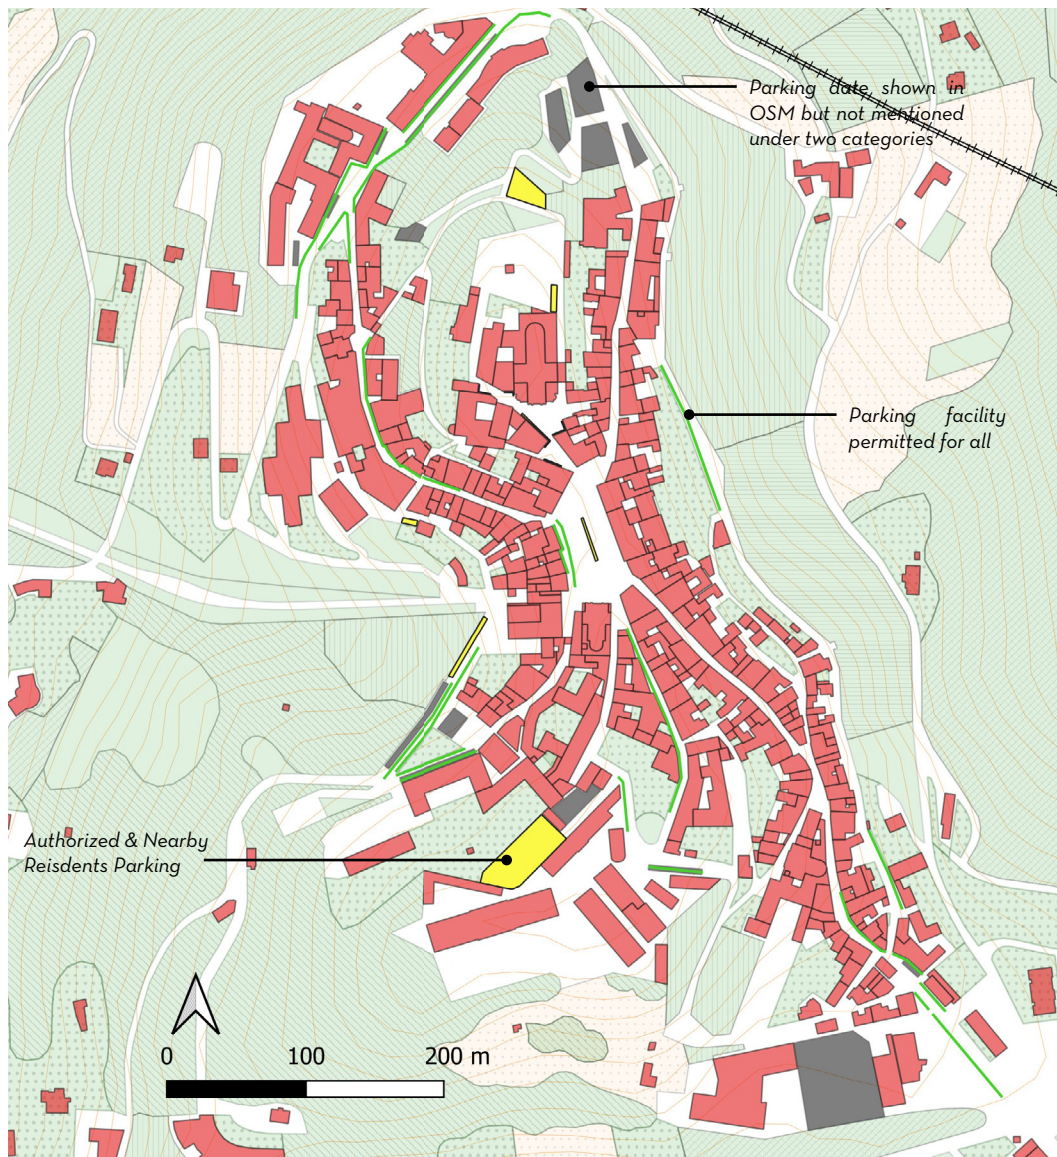 Parking date, shown in
OSM but not mentioned
under two categories
Parking facility
permitted for all
Authorized & Nearby
Reisdents Parking
0 100 200 m